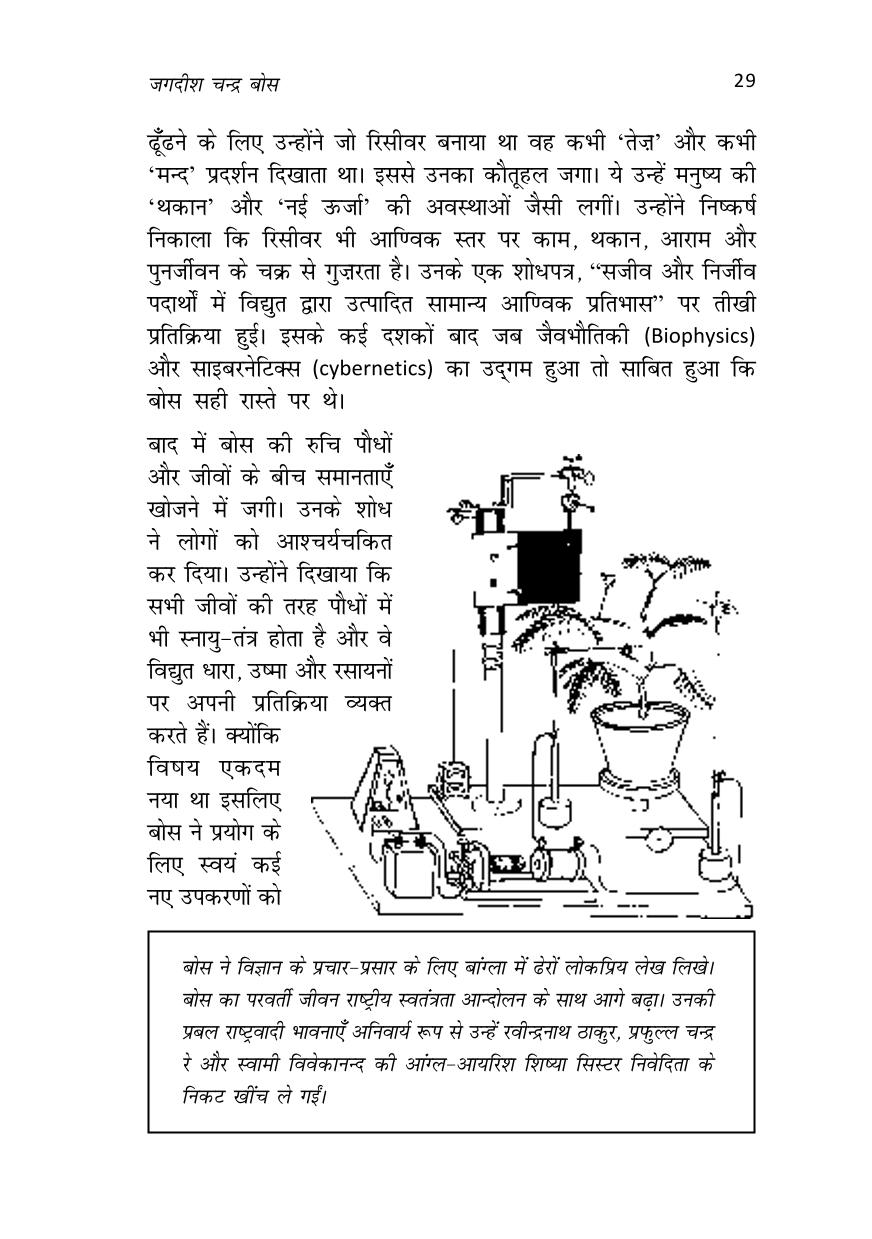 जगदीश चन्द्र बोस 29
ढूँढने के लिए उन्होंने जो रिसीवर बनाया था वह कभी ‘तेज़’ और कभी
‘मन्द’ प्रदर्शन दिखाता था। इससे उनका कौतूहल जगा। ये उन्हें मनुष्य की
‘थकान’ और ‘नई ऊर्जा’ की अवस्थाओं जैसी लगीं। उन्होंने निष्कर्ष
निकाला कि रिसीवर भी आण्विक स्तर पर काम, थकान, आराम और
पुनर्जीवन के चक्र से गुज़रता है। उनके एक शोधपत्र, “सजीव और निर्जीव
पदार्थों में विद्युत द्वारा उत्पादित सामान्य आण्विक प्रतिभास” पर तीखी
प्रतिक्रिया हुई। इसके कई दशकों बाद जब जैवभौतिकी (Biophysics)
और साइबरनेटिक्स (cybernetics) का उद्‌गम हुआ तो साबित हुआ कि
बोस सही रास्ते पर थे।
बाद में बोस की रुचि पौधों
और जीवों के बीच समानताएँ
खोजने में जगी। उनके शोध
ने लोगों को आश्चर्यचकित
कर दिया। उन्होंने दिखाया कि
सभी जीवों की तरह पौधों में
भी स्नायु-तंत्र होता है और वे
विद्युत धारा, उष्मा और रसायनों
पर अपनी प्रतिक्रिया व्यक्त
करते हैं। क्योंकि
विषय एकदम
नया था इसलिए
बोस ने प्रयोग के
लिए स्वयं कई
नए उपकरणों को
बोस ने विज्ञान के प्रचार-प्रसार के लिए बांग्ला में ढेरों लोकप्रिय लेख लिखे।
बोस का परवर्ती जीवन राष्ट्रीय स्वतंत्रता आन्दोलन के साथ आगे बढ़ा। उनकी
प्रबल राष्ट्रवादी भावनाएँ अनिवार्य रूप से उन्हें रवीन्द्रनाथ ठाकुर, प्रफुल्ल चन्द्र
रे और स्वामी विवेकानन्द की आंग्ल-आयरिश शिष्या सिस्टर निवेदिता के
निकट खींच ले गईं।